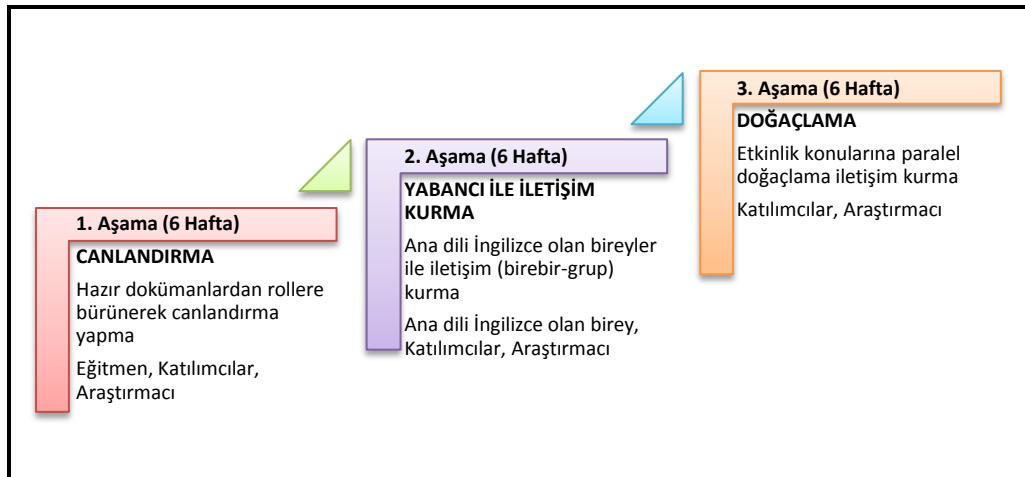 1. Aşama (6 Hafta)
CANLANDIRMA
Hazır dokümanlardan rollere
bürünerek canlandırma
yapma
Eğitmen, Katılımcılar,
Araştırmacı
2. Aşama (6 Hafta)
YABANCI İLE İLETİŞİM
KURMA
Ana dili İngilizce olan bireyler
ile iletişim (birebir-grup)
kurma
Ana dili İngilizce olan birey,
Katılımcılar, Araştırmacı
3. Aşama (6 Hafta)
DOĞAÇLAMA
Etkinlik konularına paralel
doğaçlama iletişim kurma
Katılımcılar, Araştırmacı